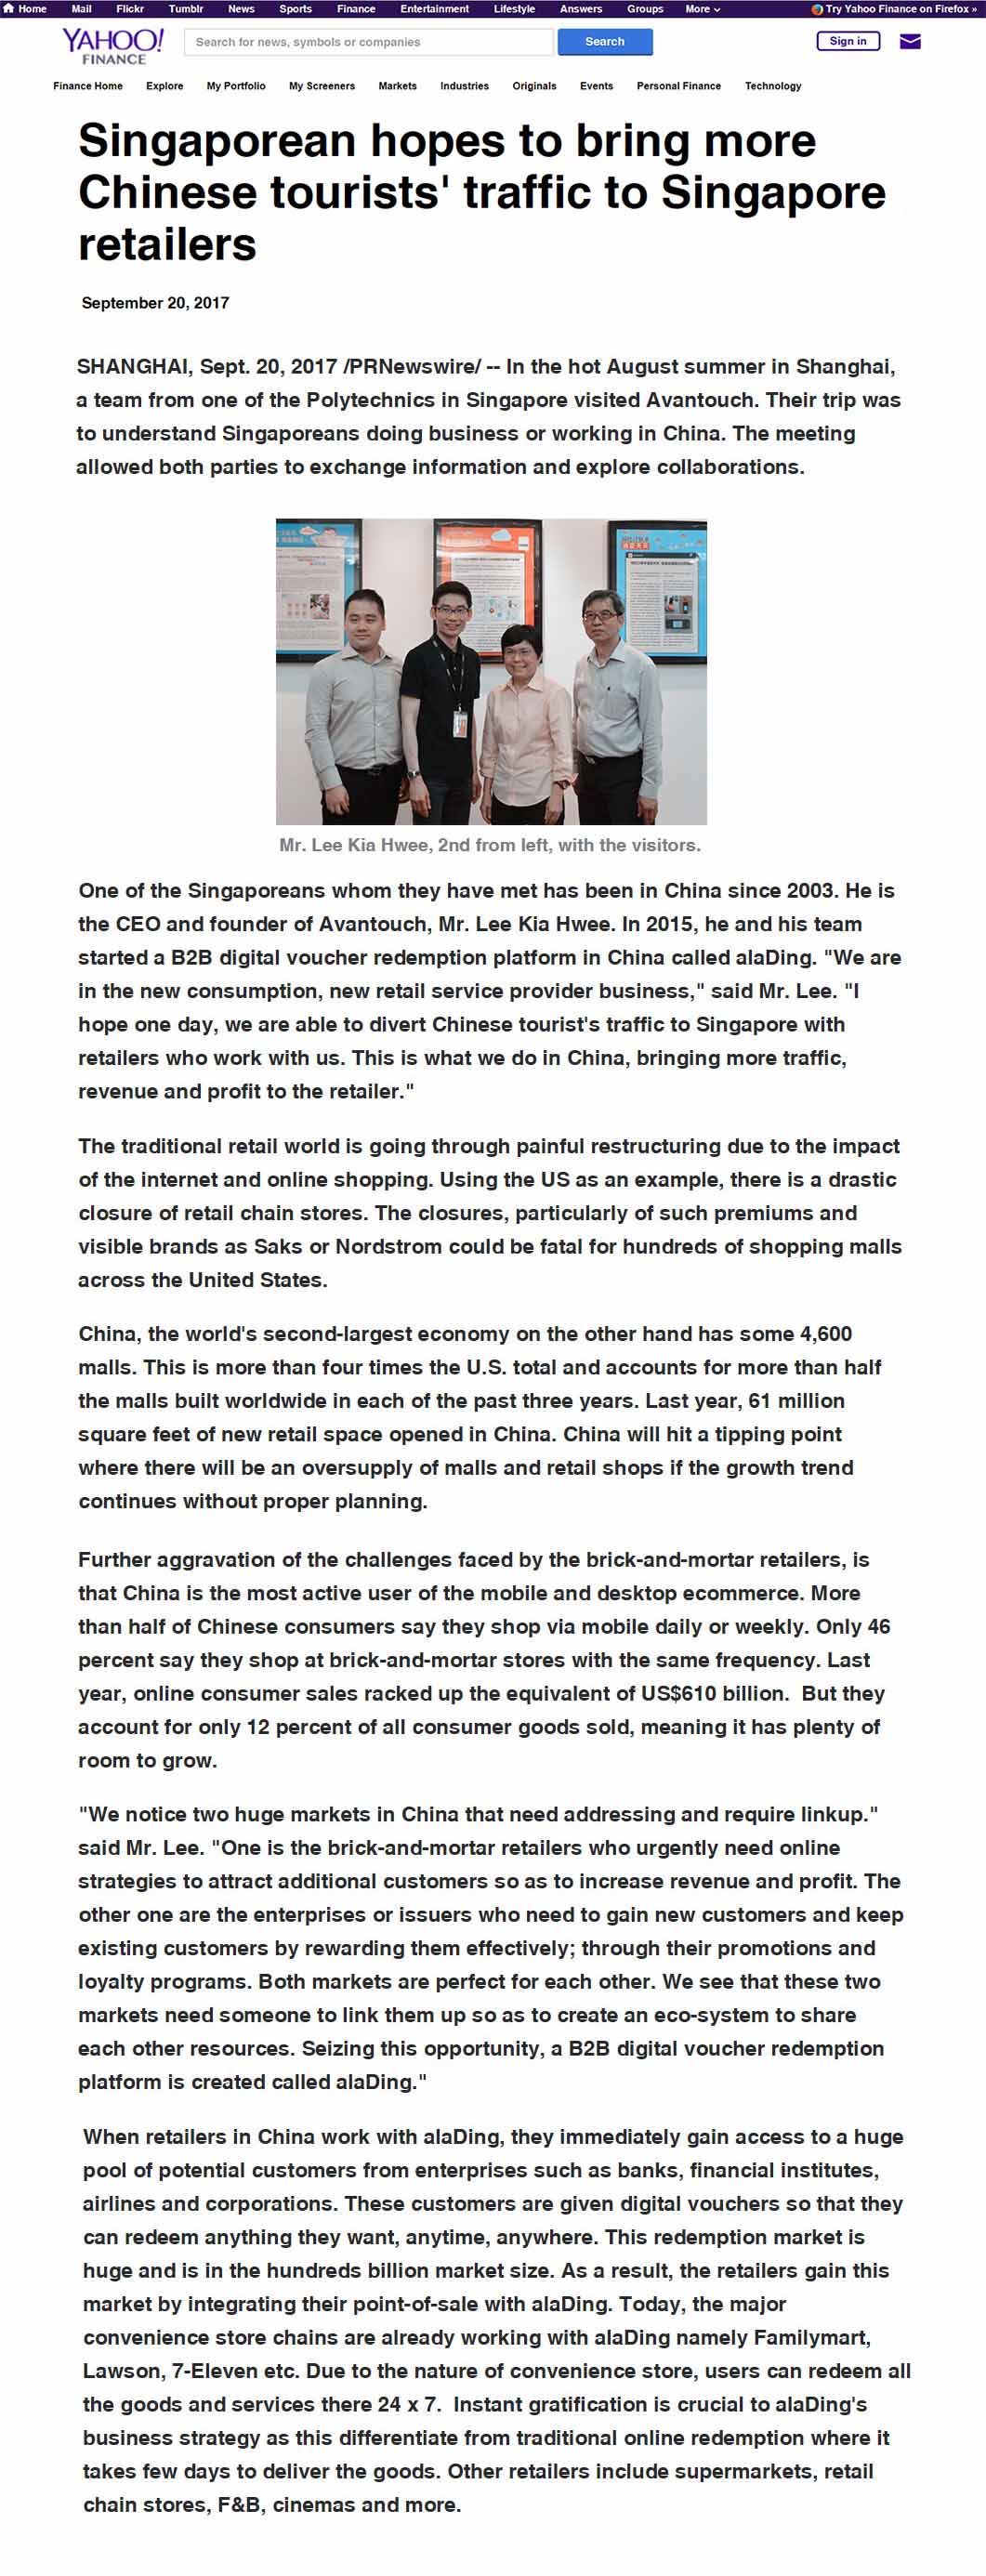 Home Mail Flickr Tumblr News Sports Finance Entertainment Lifestyle Answers Groups More Try Yahoo Finance on Firefox »
YAHOO!
FINANCE
Search for news, symbols or companies
Search
Sign in
Finance Home Explore My Portfolio My Screeners Markets Industries Originals Events Personal Finance Technology
Singaporean hopes to bring more
Chinese tourists' traffic to Singapore
retailers
September 20, 2017
SHANGHAI, Sept. 20, 2017 /PRNewswire/ -- In the hot August summer in Shanghai,
a team from one of the Polytechnics in Singapore visited Avantouch. Their trip was
to understand Singaporeans doing business or working in China. The meeting
allowed both parties to exchange information and explore collaborations.
Mr. Lee Kia Hwee, 2nd from left, with the visitors.
One of the Singaporeans whom they have met has been in China since 2003. He is
the CEO and founder of Avantouch, Mr. Lee Kia Hwee. In 2015, he and his team
started a B2B digital voucher redemption platform in China called alaDing. "We are
in the new consumption, new retail service provider business," said Mr. Lee. "I
hope one day, we are able to divert Chinese tourist's traffic to Singapore with
retailers who work with us. This is what we do in China, bringing more traffic,
revenue and profit to the retailer."
The traditional retail world is going through painful restructuring due to the impact
of the internet and online shopping. Using the US as an example, there is a drastic
closure of retail chain stores. The closures, particularly of such premiums and
visible brands as Saks or Nordstrom could be fatal for hundreds of shopping malls
across the United States.
China, the world's second-largest economy on the other hand has some 4,600
malls. This is more than four times the U.S. total and accounts for more than half
the malls built worldwide in each of the past three years. Last year, 61 million
square feet of new retail space opened in China. China will hit a tipping point
where there will be an oversupply of malls and retail shops if the growth trend
continues without proper planning.
Further aggravation of the challenges faced by the brick-and-mortar retailers, is
that China is the most active user of the mobile and desktop ecommerce. More
than half of Chinese consumers say they shop via mobile daily or weekly. Only 46
percent say they shop at brick-and-mortar stores with the same frequency. Last
year, online consumer sales racked up the equivalent of US$610 billion.  But they
account for only 12 percent of all consumer goods sold, meaning it has plenty of
room to grow.
"We notice two huge markets in China that need addressing and require linkup."
said Mr. Lee. "One is the brick-and-mortar retailers who urgently need online
strategies to attract additional customers so as to increase revenue and profit. The
other one are the enterprises or issuers who need to gain new customers and keep
existing customers by rewarding them effectively; through their promotions and
loyalty programs. Both markets are perfect for each other. We see that these two
markets need someone to link them up so as to create an eco-system to share
each other resources. Seizing this opportunity, a B2B digital voucher redemption
platform is created called alaDing."
When retailers in China work with alaDing, they immediately gain access to a huge
pool of potential customers from enterprises such as banks, financial institutes,
airlines and corporations. These customers are given digital vouchers so that they
can redeem anything they want, anytime, anywhere. This redemption market is
huge and is in the hundreds billion market size. As a result, the retailers gain this
market by integrating their point-of-sale with alaDing. Today, the major
convenience store chains are already working with alaDing namely Familymart,
Lawson, 7-Eleven etc. Due to the nature of convenience store, users can redeem all
the goods and services there 24 x 7.  Instant gratification is crucial to alaDing's
business strategy as this differentiate from traditional online redemption where it
takes few days to deliver the goods. Other retailers include supermarkets, retail
chain stores, F&B, cinemas and more.